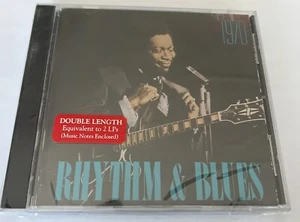 1970
DOUBLE LENGTH
Equivalent to 2 LPs
(Music Notes Enclosed)
RHYTHM & BLUES